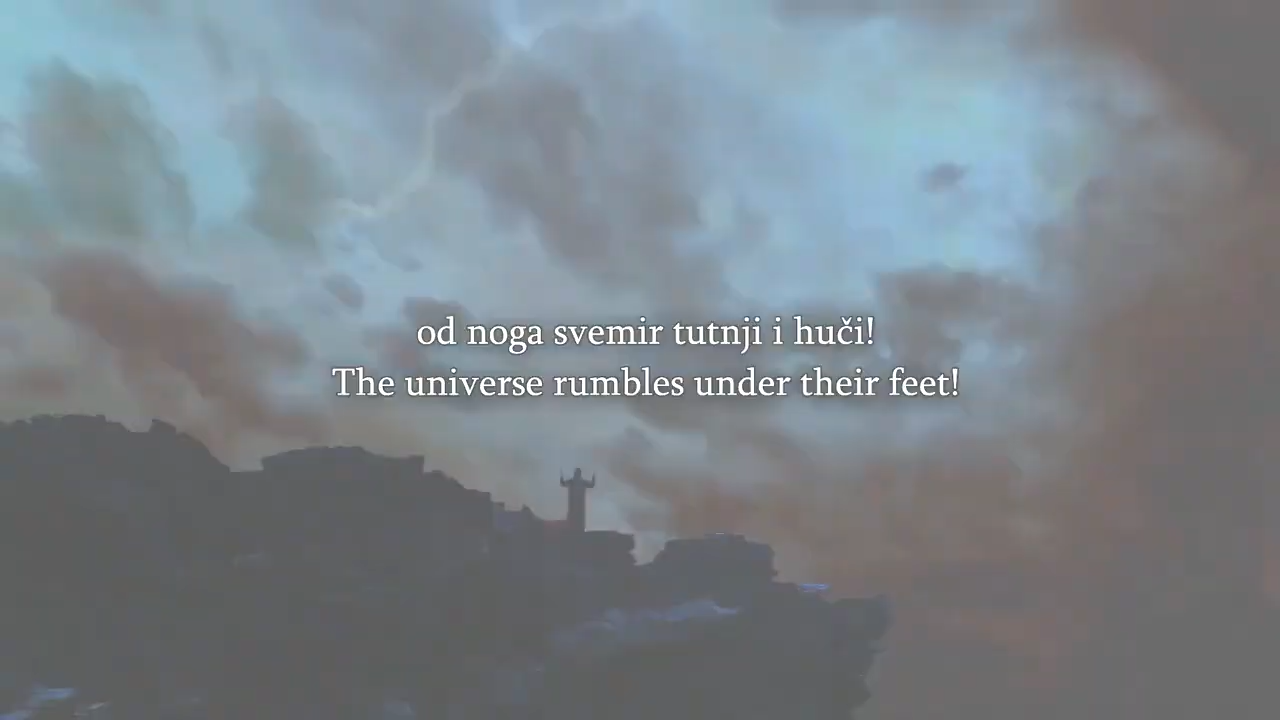 od noga svemir tutnji i huči!
The universe rumbles under their feet!